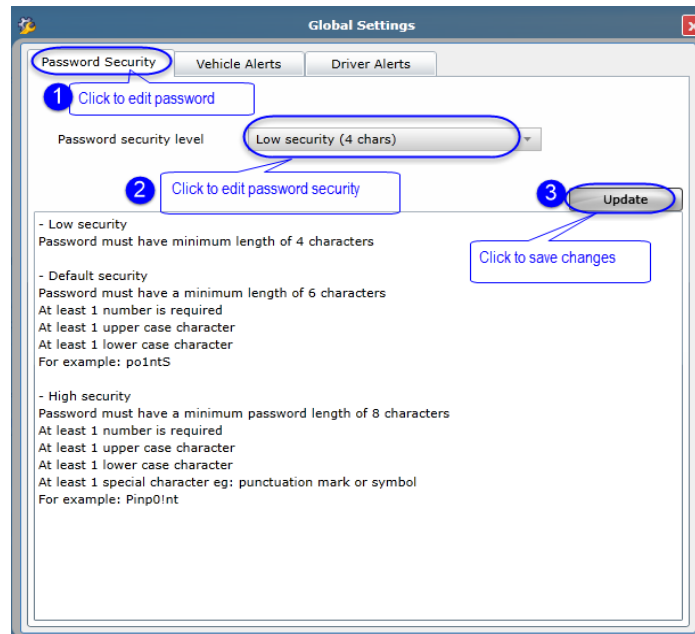 Global Settings
Password Security
Vehicle Alerts
Driver Alerts
1
Click to edit password
Password security level
Low security (4 chars)
2
Click to edit password security
3
Update
Click to save changes
- Low security
Password must have minimum length of 4 characters
- Default security
Password must have a minimum length of 6 characters
At least 1 number is required
At least 1 upper case character
At least 1 lower case character
For example: po1ntS
- High security
Password must have a minimum password length of 8 characters
At least 1 number is required
At least 1 upper case character
At least 1 lower case character
At least 1 special character eg: punctuation mark or symbol
For example: Pinp0!nt